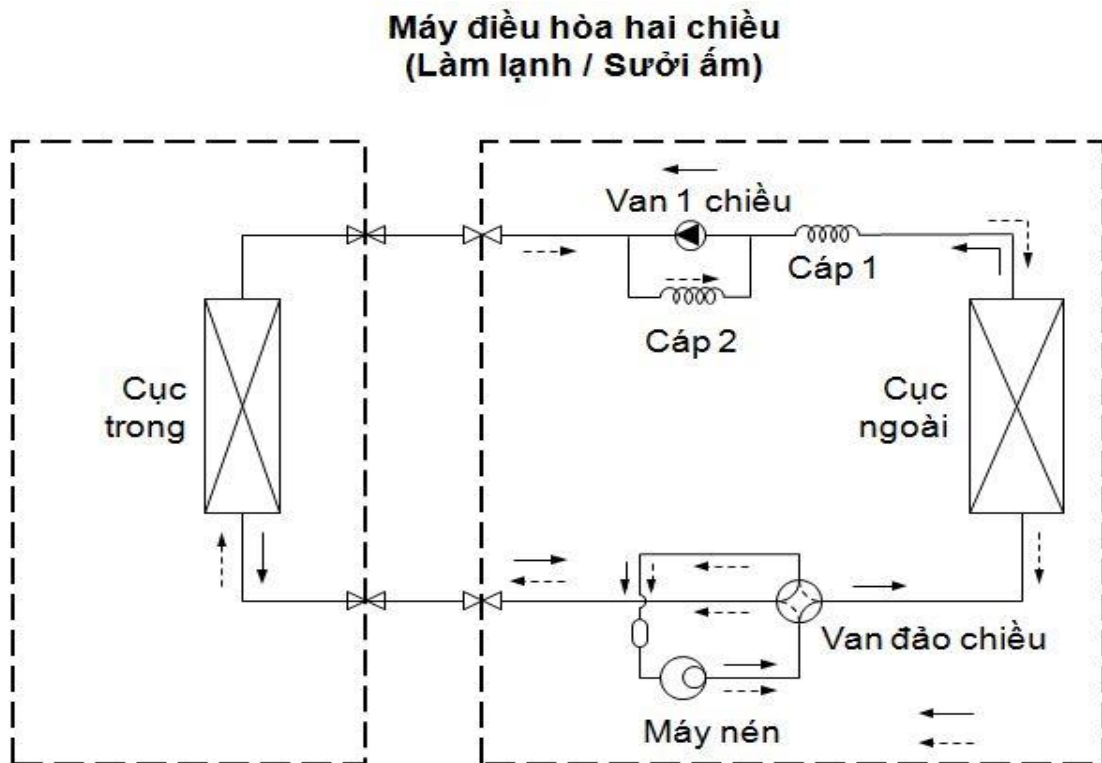 Máy điều hòa hai chiều
(Làm lạnh / Sưởi ấm)
Van 1 chiều
Cáp 1
Cáp 2
Cục
trong
Cục
ngoài
Van đảo chiều
Máy nén